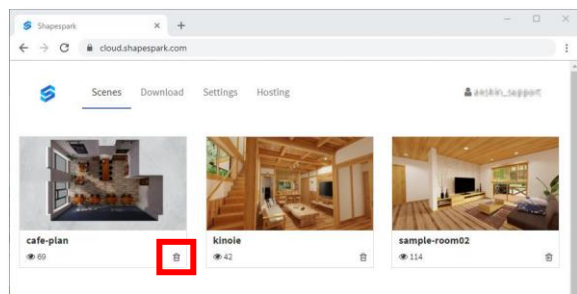 Shapespark
cloud.shapespark.com
Scenes Download Settings Hosting
cafe-plan kinoie sample-room02
69 42 114